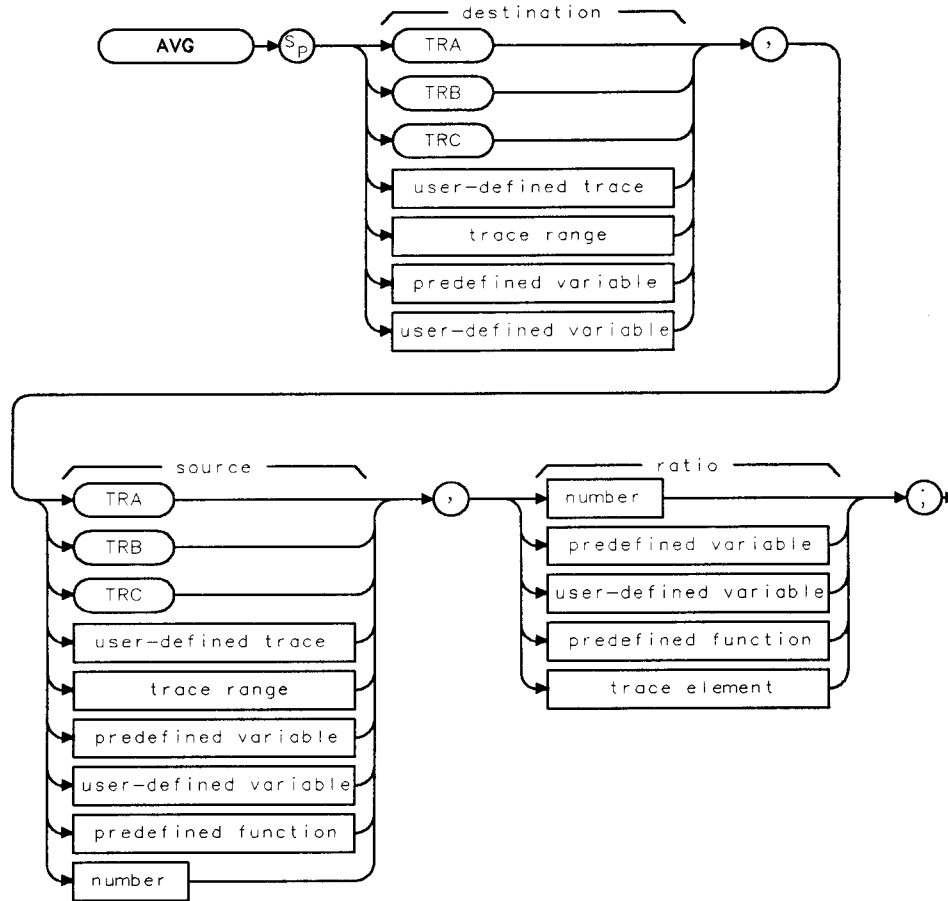 destination
AVG
SP
TRA
,
TRB
TRC
user-defined trace
trace range
predefined variable
user-defined variable
source
TRA
,
TRB
TRC
user-defined trace
trace range
predefined variable
user-defined variable
predefined function
number
ratio
number
;
predefined variable
user-defined variable
predefined function
trace element